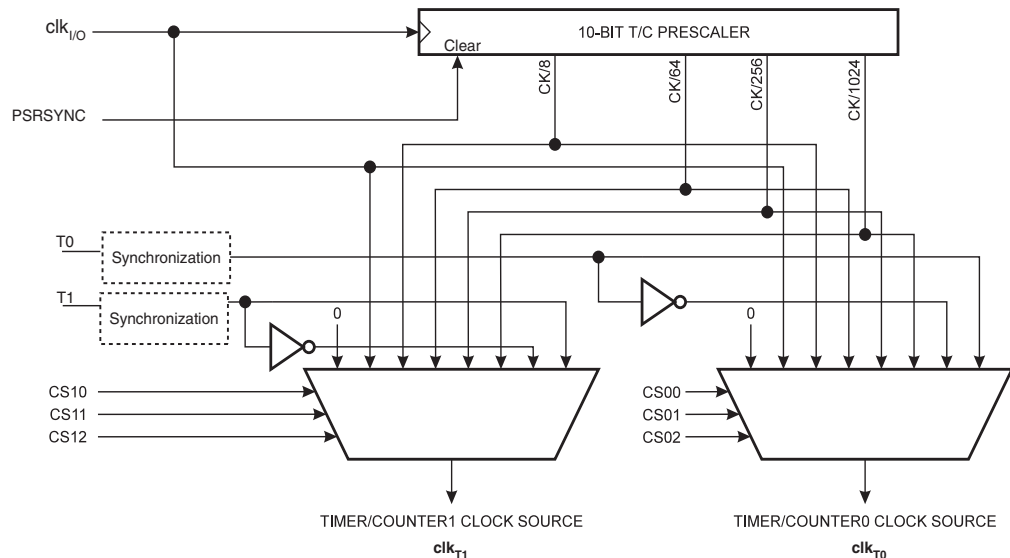 clkI/O
10-BIT T/C PRESCALER
Clear
CK/8
CK/64
CK/256
CK/1024
PSRSYNC
T0
Synchronization
T1
Synchronization
0
0
CS10
CS11
CS12
CS00
CS01
CS02
TIMER/COUNTER1 CLOCK SOURCE
clkT1
TIMER/COUNTER0 CLOCK SOURCE
clkT0